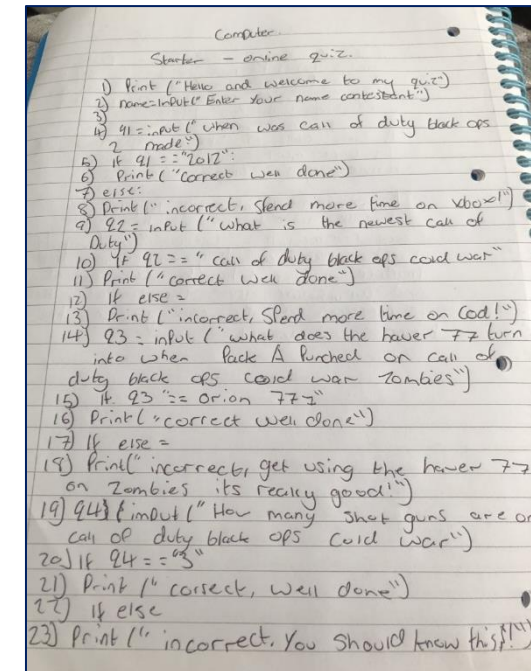 Computer.
Starter - online quiz.
1) Print ("Hello and welcome to my quiz")
2) name=input("Enter your name contestant")
3)
4) q1 = input (" when was call of duty black ops
2 made")
5) if q1 == "2012":
6) Print ("correct well done")
7) else:
8) Print (" incorrect, spend more time on xbox!")
9) q2 = input ("what is the newest call of
Duty")
10) If q2 == " call of duty black ops cold war"
11) Print ("correct well done")
12) If else =
13) Print ("incorrect, spend more time on Cod!")
14) q3 = input ("what does the hauer 77 turn
into when Pack A Punched on call of
duty black ops coold war zombies")
15) if q3 "== orion 777"
16) Print ("correct well done")
17) If else =
18) Print(" incorrect, get using the hauer 77
on zombies its really good!")
19) q4} {input (" How many shot guns are on
call of duty black ops cold war")
20) If q4 == "3"
21) Print (" correct, well done")
22) if else
23) Print (" incorrect. You should know this!!")